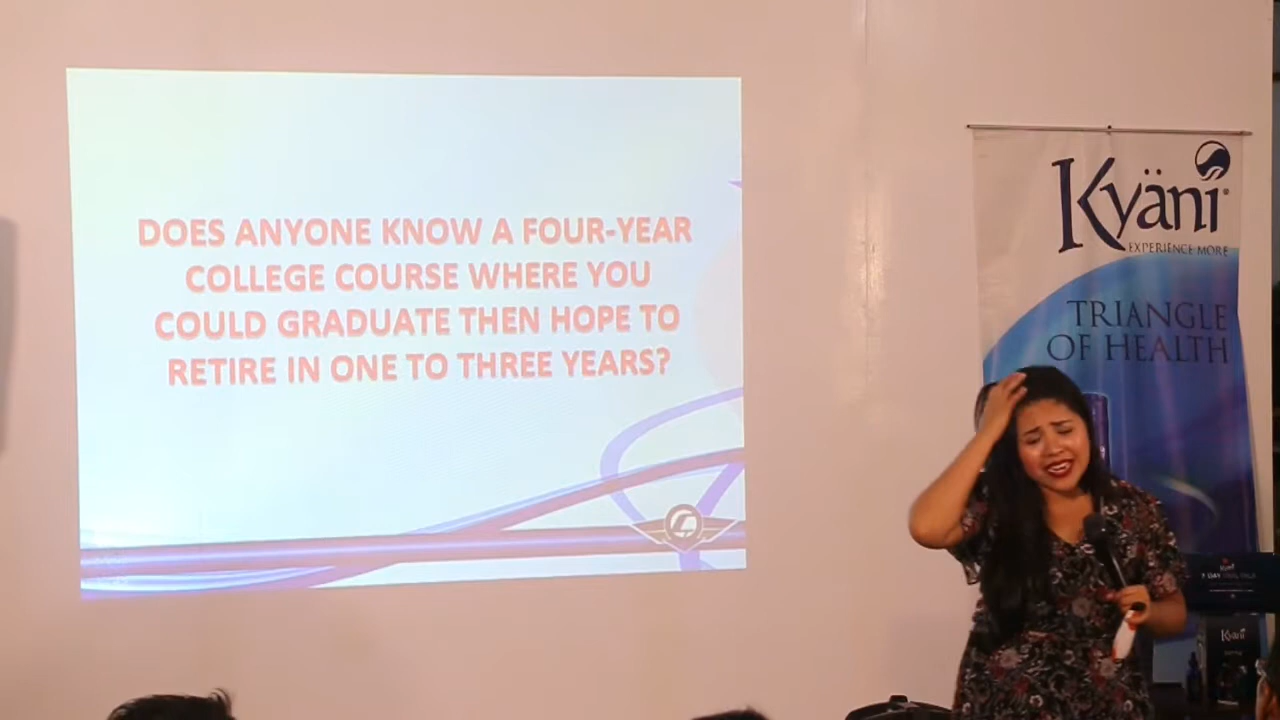 DOES ANYONE KNOW A FOUR-YEAR
COLLEGE COURSE WHERE YOU
COULD GRADUATE THEN HOPE TO
RETIRE IN ONE TO THREE YEARS?
Kyäni
EXPERIENCE MORE
TRIANGLE
OF HEALTH
Kyäni